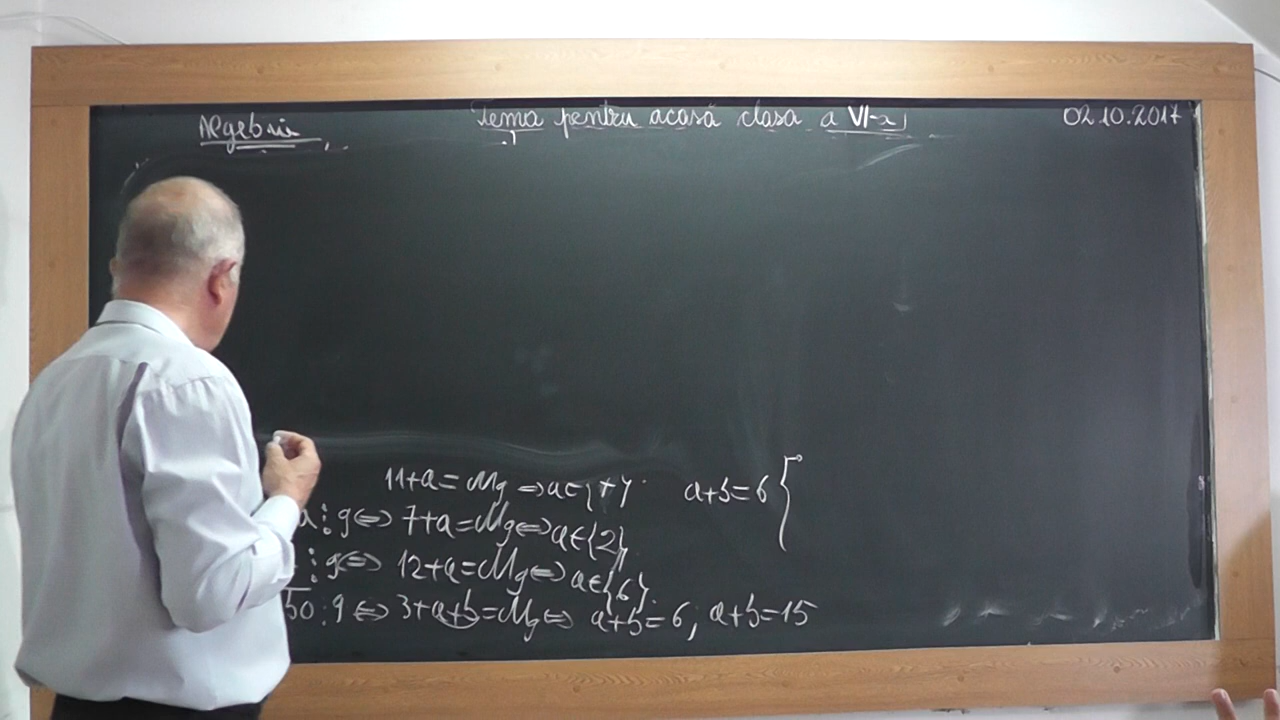 Algebră
Tema pentru acasă clasa a VI-a
02.10.2017
11+a=M9 ⇒a∈{7}. a+b=6 {
a⋮9⇔ 7+a=M9⇔a∈{2}
⋮9⇔ 12+a=M9⇔ a∈{6}.
b0⋮9⇔ 3+a+b=M9⇔ a+b=6; a+b=15